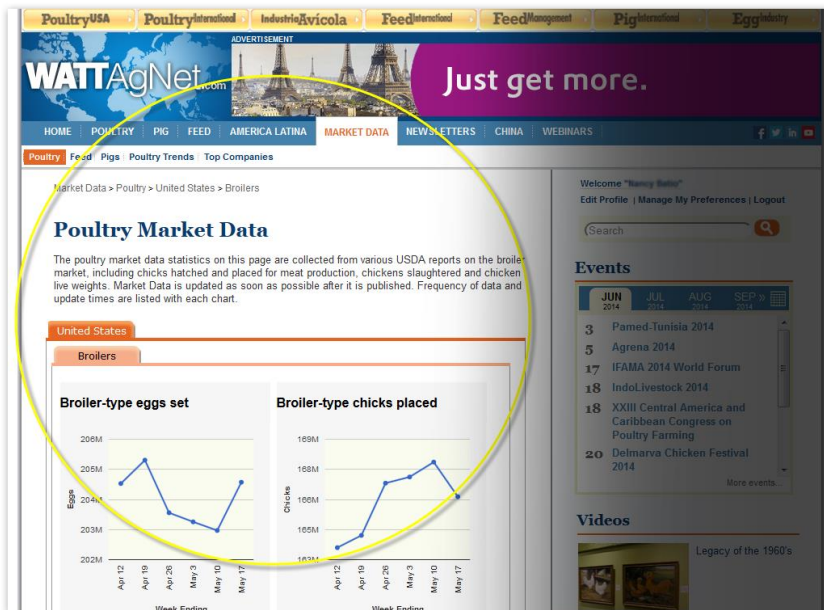 PoultryUSA PoultryInternational IndustriaAvícola FeedInternational FeedManagement PigInternational EggIndustry
ADVERTISEMENT
WATTAgNet.com
Just get more.
HOME POULTRY PIG FEED AMERICA LATINA MARKET DATA NEWSLETTERS CHINA WEBINARS
Poultry Feed Pigs Poultry Trends Top Companies
Market Data > Poultry > United States > Broilers
Poultry Market Data
The poultry market data statistics on this page are collected from various USDA reports on the broiler
market, including chicks hatched and placed for meat production, chickens slaughtered and chicken
live weights. Market Data is updated as soon as possible after it is published. Frequency of data and
update times are listed with each chart.
United States
Broilers
Broiler-type eggs set
206M
205M
204M
203M
202M
Eggs
Apr 12 Apr 19 Apr 26 May 3 May 10 May 17
Week Ending
Broiler-type chicks placed
169M
168M
166M
165M
163M
Chicks
Apr 12 Apr 19 Apr 26 May 3 May 10 May 17
Week Ending
Welcome
Edit Profile | Manage My Preferences | Logout
Search
Events
JUN JUL AUG SEP »
2014 2014 2014 2014
3 Pamed-Tunisia 2014
5 Agrena 2014
17 IFAMA 2014 World Forum
18 IndoLivestock 2014
18 XXIII Central America and
Caribbean Congress on
Poultry Farming
20 Delmarva Chicken Festival
2014
More events...
Videos
Legacy of the 1960's